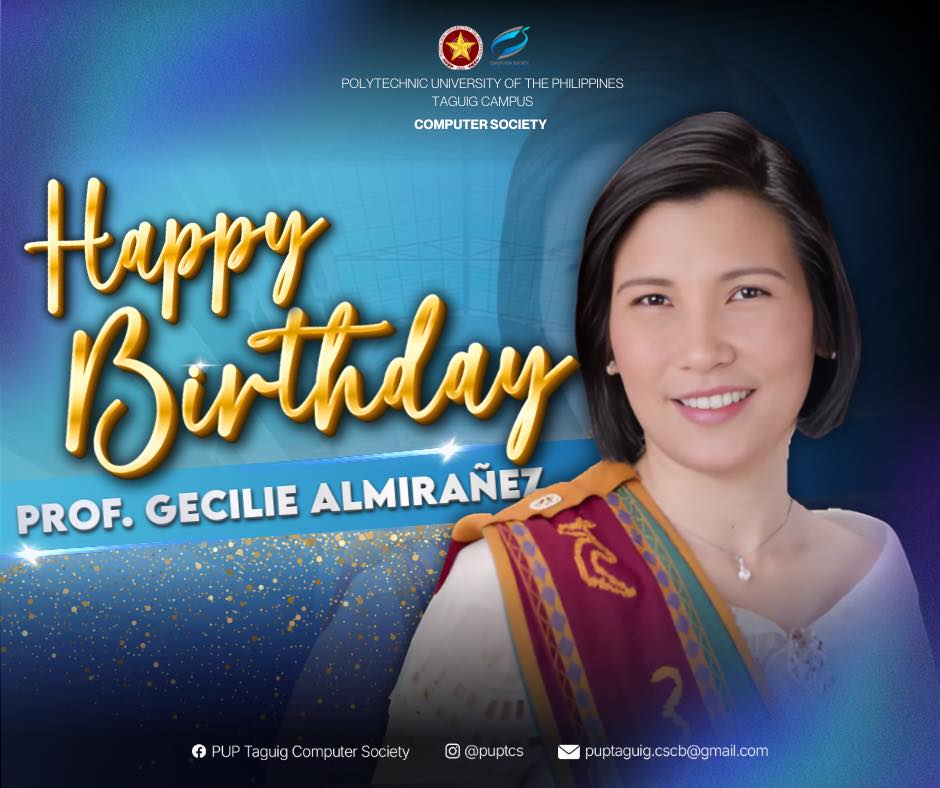 POLYTECHNIC UNIVERSITY OF THE PHILIPPINES
TAGUIG CAMPUS
COMPUTER SOCIETY
Happy
Birthday
PROF. GECILIE ALMIRAÑEZ
PUP Taguig Computer Society
@puptcs
puptaguig.cscb@gmail.com